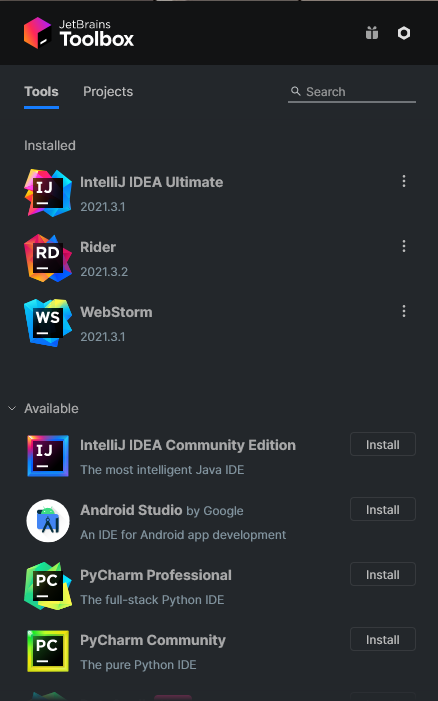 JetBrains
Toolbox
Tools Projects Search
Installed
IJ
IntelliJ IDEA Ultimate
2021.3.1
RD
Rider
2021.3.2
WS
WebStorm
2021.3.1
Available
IJ
IntelliJ IDEA Community Edition
Install
The most intelligent Java IDE
Android Studio by Google
Install
An IDE for Android app development
PC
PyCharm Professional
Install
The full-stack Python IDE
PC
PyCharm Community
Install
The pure Python IDE